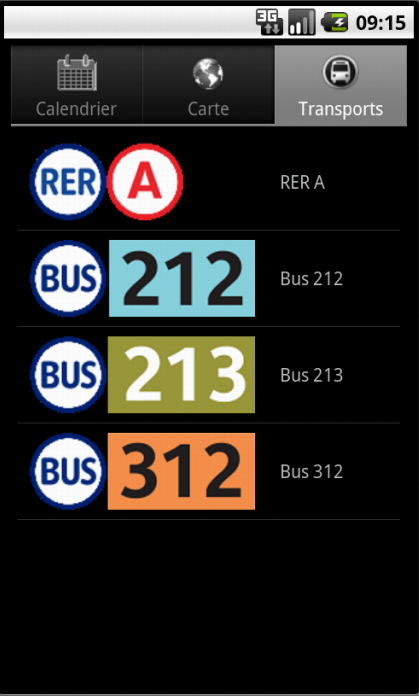 3G 09:15
Calendrier Carte Transports
RER A RER A
BUS 212 Bus 212
BUS 213 Bus 213
BUS 312 Bus 312